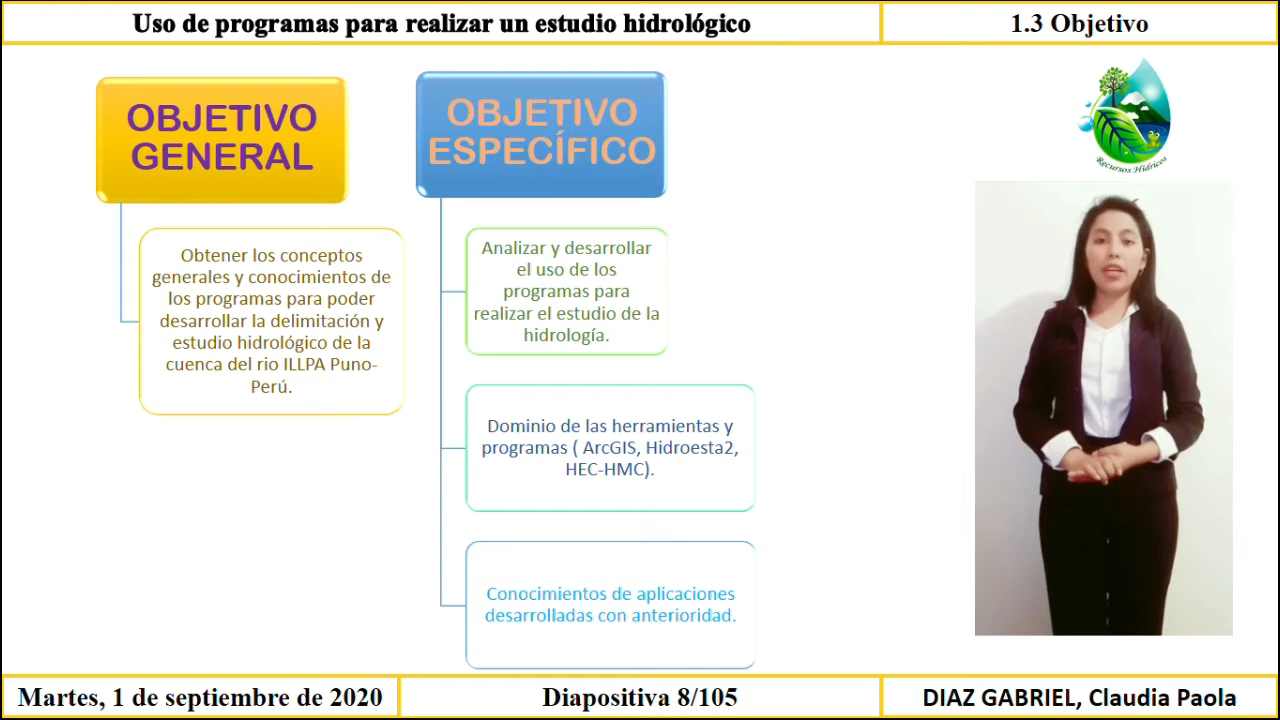 Uso de programas para realizar un estudio hidrológico
1.3 Objetivo
OBJETIVO
GENERAL
Obtener los conceptos
generales y conocimientos de
los programas para poder
desarrollar la delimitación y
estudio hidrológico de la
cuenca del rio ILLPA Puno-
Perú.
OBJETIVO
ESPECÍFICO
Analizar y desarrollar
el uso de los
programas para
realizar el estudio de la
hidrología.
Dominio de las herramientas y
programas ( ArcGIS, Hidroesta2,
HEC-HMC).
Conocimientos de aplicaciones
desarrolladas con anterioridad.
Recursos Hídricos
Martes, 1 de septiembre de 2020
Diapositiva 8/105
DIAZ GABRIEL, Claudia Paola